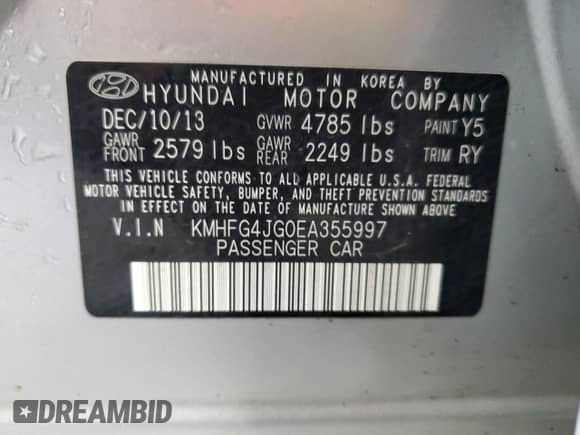 MANUFACTURED IN KOREA BY
HYUNDAI MOTOR COMPANY
DEC/10/13 GVWR 4785 lbs PAINT Y5
GAWR FRONT 2579 lbs GAWR REAR 2249 lbs TRIM RY
THIS VEHICLE CONFORMS TO ALL APPLICABLE U.S.A. FEDERAL
MOTOR VEHICLE SAFETY, BUMPER, AND THEFT PREVENTION STANDARDS
IN EFFECT ON THE DATE OF MANUFACTURE SHOWN ABOVE.
V.I.N KMHFG4JG0EA355997
PASSENGER CAR
DREAMBID